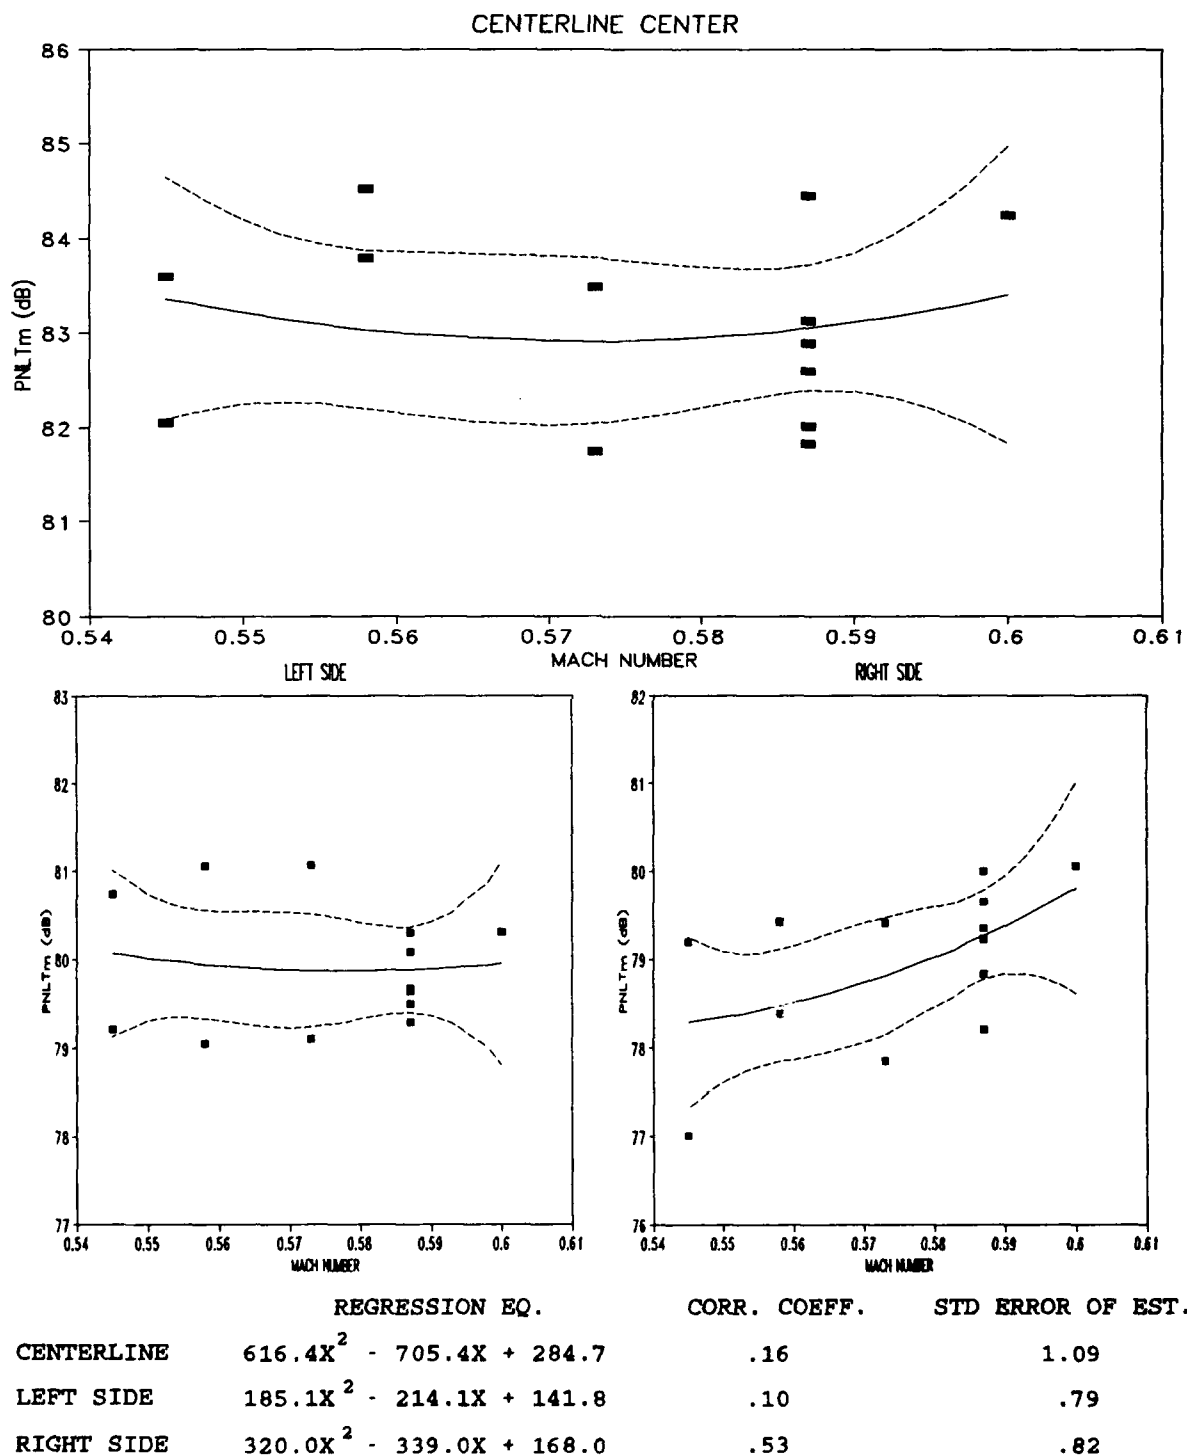 CENTERLINE CENTER
86
85
84
83
82
81
80
PNLTm (dB)
0.54 0.55 0.56 0.57 0.58 0.59 0.6 0.61
MACH NUMBER
LEFT SIDE
83
82
81
80
79
78
77
PNLTm (dB)
0.54 0.55 0.56 0.57 0.58 0.59 0.6 0.61
MACH NUMBER
RIGHT SIDE
82
81
80
79
78
77
76
PNLTm (dB)
0.54 0.55 0.56 0.57 0.58 0.59 0.6 0.61
MACH NUMBER
REGRESSION EQ. CORR. COEFF. STD ERROR OF EST.
CENTERLINE 616.4X² - 705.4X + 284.7 .16 1.09
LEFT SIDE 185.1X² - 214.1X + 141.8 .10 .79
RIGHT SIDE 320.0X² - 339.0X + 168.0 .53 .82